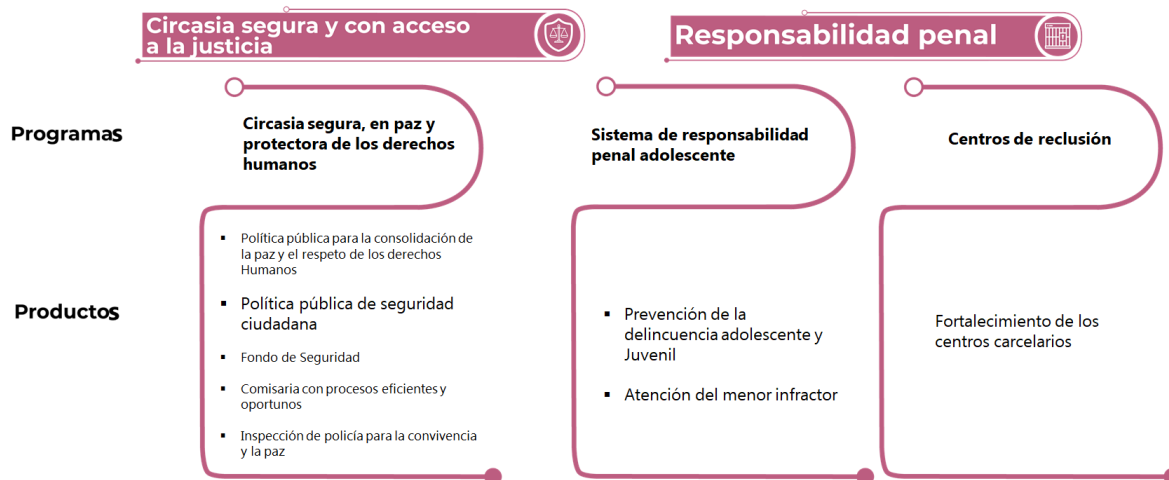 Circasia segura y con acceso
a la justicia
Responsabilidad penal
Programas
Circasia segura, en paz y
protectora de los derechos
humanos
Sistema de responsabilidad
penal adolescente
Centros de reclusión
Productos
▪ Política pública para la consolidación de
la paz y el respeto de los derechos
Humanos
▪ Política pública de seguridad
ciudadana
▪ Fondo de Seguridad
▪ Comisaria con procesos eficientes y
oportunos
▪ Inspección de policía para la convivencia
y la paz
▪ Prevención de la
delincuencia adolescente y
Juvenil
▪ Atención del menor infractor
Fortalecimiento de los
centros carcelarios